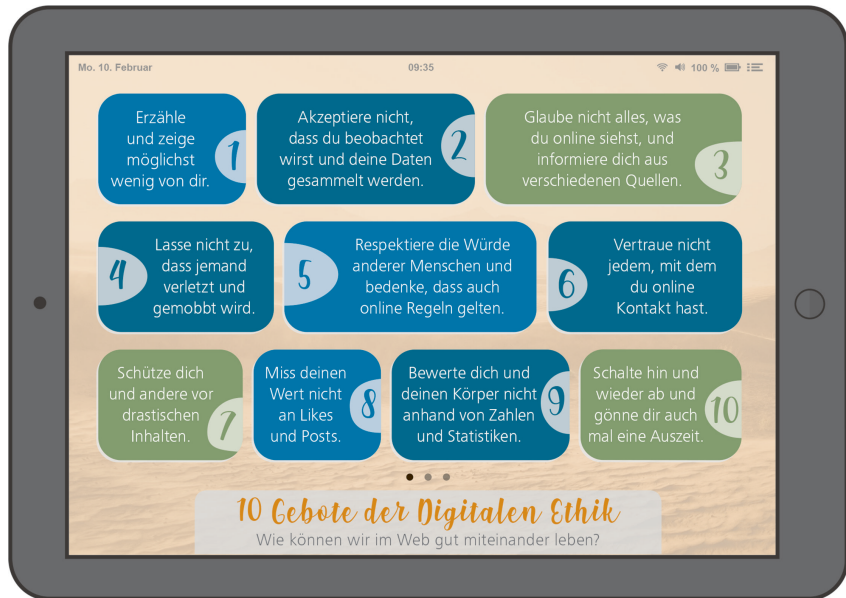 Mo. 10. Februar
09:35
100 %
Erzähle
und zeige
möglichst
wenig von dir.
1
Akzeptiere nicht,
dass du beobachtet
wirst und deine Daten
gesammelt werden.
2
Glaube nicht alles, was
du online siehst, und
informiere dich aus
verschiedenen Quellen.
3
4
Lasse nicht zu,
dass jemand
verletzt und
gemobbt wird.
5
Respektiere die Würde
anderer Menschen und
bedenke, dass auch
online Regeln gelten.
6
Vertraue nicht
jedem, mit dem
du online
Kontakt hast.
Schütze dich
und andere vor
drastischen
Inhalten.
7
Miss deinen
Wert nicht
an Likes
und Posts.
8
Bewerte dich und
deinen Körper nicht
anhand von Zahlen
und Statistiken.
9
Schalte hin und
wieder ab und
gönne dir auch
mal eine Auszeit.
10
10 Gebote der Digitalen Ethik
Wie können wir im Web gut miteinander leben?